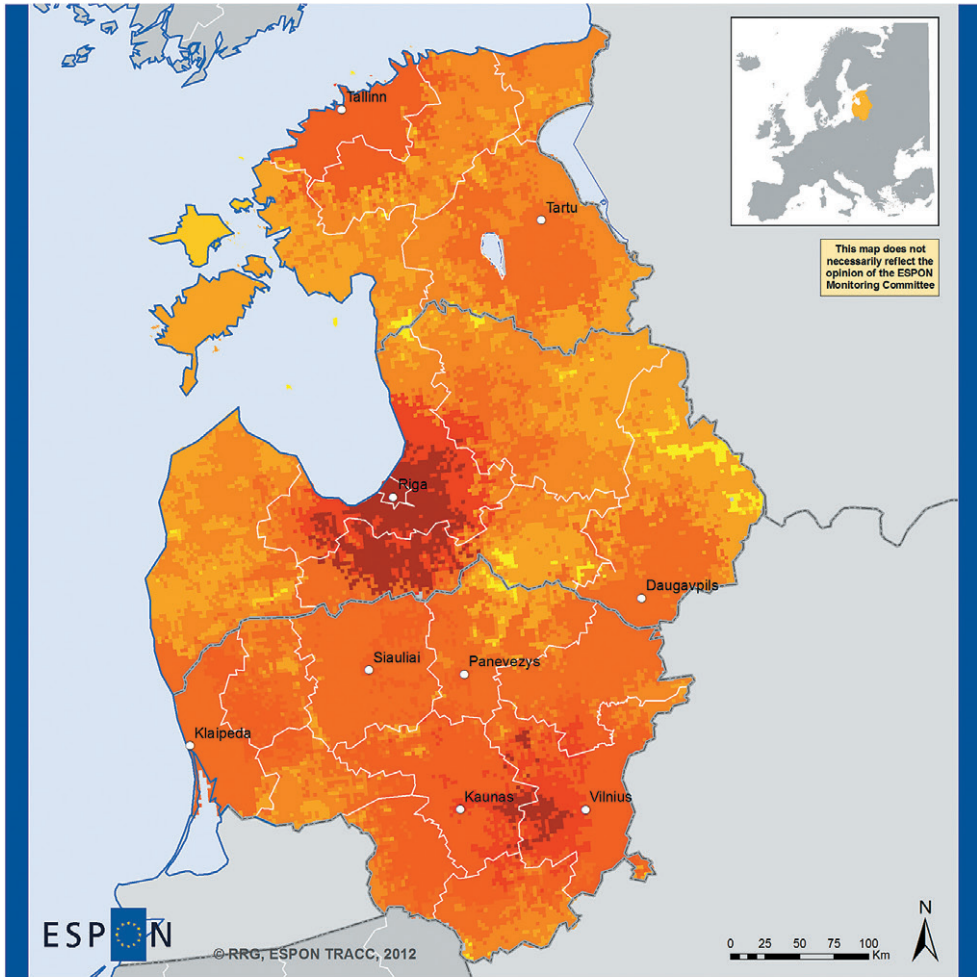 Tallinn
Tartu
This map does not
necessarily reflect the
opinion of the ESPON
Monitoring Committee
Riga
Daugavpils
Siauliai
Panevezys
Klaipeda
Kaunas
Vilnius
ESPON
© RRG, ESPON TRACC, 2012
N
0 25 50 75 100
Km